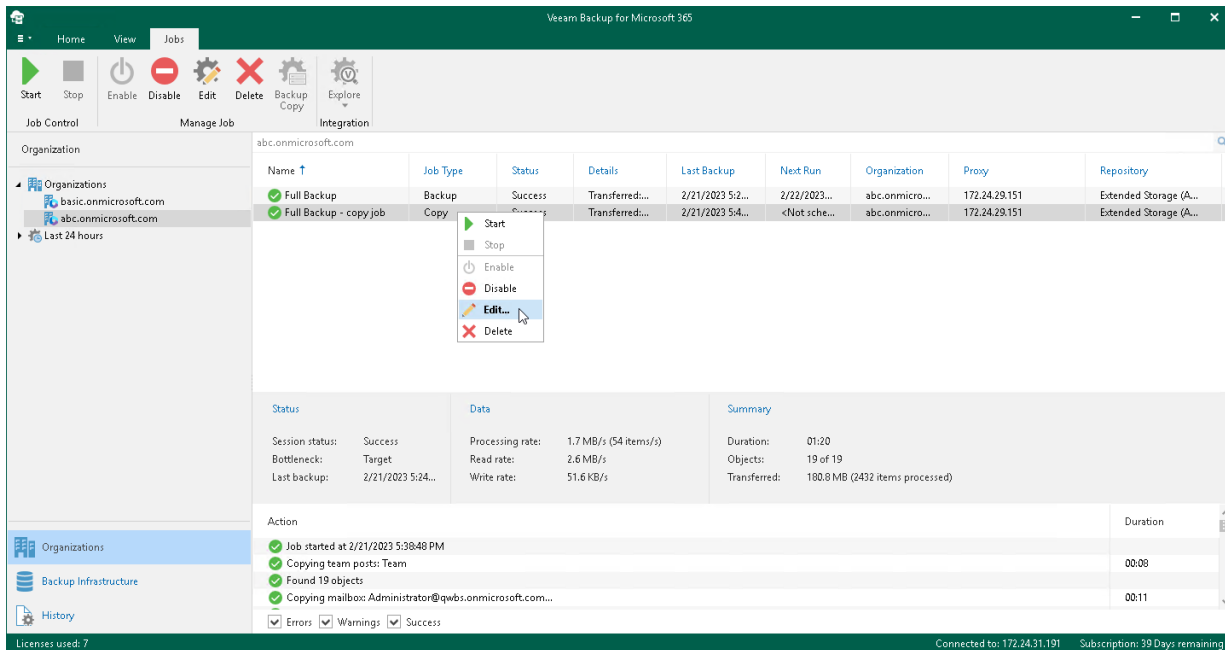 Veeam Backup for Microsoft 365
Home View Jobs
Start Stop Enable Disable Edit Delete Backup Copy Explore
Job Control Manage Job Integration
Organization
Organizations
basic.onmicrosoft.com
abc.onmicrosoft.com
Last 24 hours
abc.onmicrosoft.com
Name Job Type Status Details Last Backup Next Run Organization Proxy Repository
Full Backup Backup Success Transferred:... 2/21/2023 5:2... 2/22/2023... abc.onmicro... 172.24.29.151 Extended Storage (A...
Full Backup - copy job Copy Success Transferred:... 2/21/2023 5:4... <Not sche... abc.onmicro... 172.24.29.151 Extended Storage (A...
Start
Stop
Enable
Disable
Edit...
Delete
Status Data Summary
Session status: Success Processing rate: 1.7 MB/s (54 items/s) Duration: 01:20
Bottleneck: Target Read rate: 2.6 MB/s Objects: 19 of 19
Last backup: 2/21/2023 5:24... Write rate: 51.6 KB/s Transferred: 180.8 MB (2432 items processed)
Action Duration
Job started at 2/21/2023 5:38:48 PM
Copying team posts: Team 00:08
Found 19 objects
Copying mailbox: Administrator@qwbs.onmicrosoft.com... 00:11
Errors Warnings Success
Organizations
Backup Infrastructure
History
Licenses used: 7 Connected to: 172.24.31.191 Subscription: 39 Days remaining